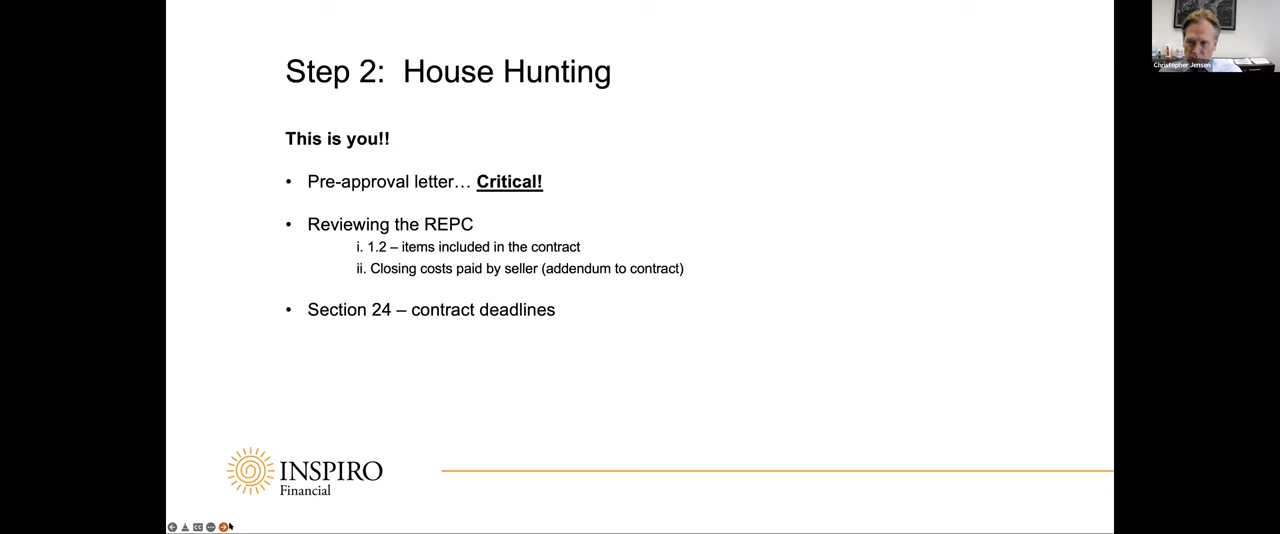 Step 2: House Hunting
Christopher Jensen
This is you!!
• Pre-approval letter… Critical!
• Reviewing the REPC
i. 1.2 – items included in the contract
ii. Closing costs paid by seller (addendum to contract)
• Section 24 – contract deadlines
INSPIRO
Financial